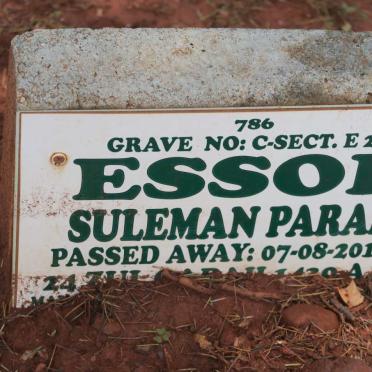 786
GRAVE NO: C-SECT. E 2
ESSO
SULEMAN PARA
PASSED AWAY: 07-08-201
24